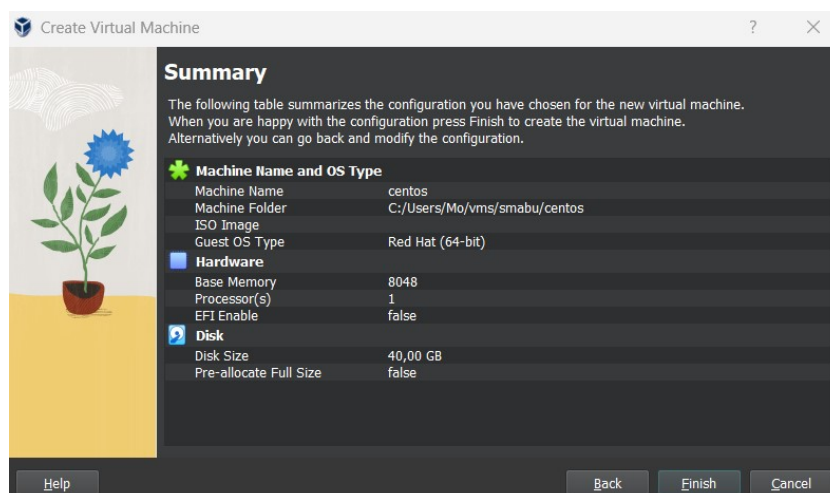 Create Virtual Machine ? ×
Summary
The following table summarizes the configuration you have chosen for the new virtual machine.
When you are happy with the configuration press Finish to create the virtual machine.
Alternatively you can go back and modify the configuration.
Machine Name and OS Type
Machine Name centos
Machine Folder C:/Users/Mo/vms/smabu/centos
ISO Image
Guest OS Type Red Hat (64-bit)
Hardware
Base Memory 8048
Processor(s) 1
EFI Enable false
Disk
Disk Size 40,00 GB
Pre-allocate Full Size false
Help Back Finish Cancel